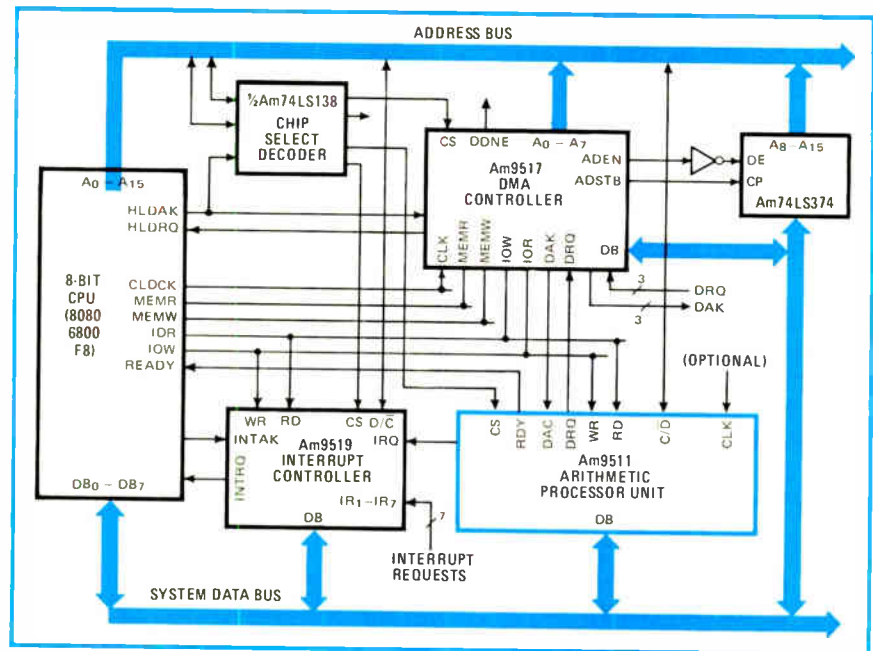 ADDRESS BUS
½Am74LS138
CHIP
SELECT
DECODER
CS
DDNE
A0 – A7
Am9517
DMA
CONTROLLER
ADEN
ADSTB
CLK
MEMR
MEMW
IOW
IOR
DAK
DRQ
DB
A8–A15
OE
CP
Am74LS374
A0 – A15
HLDAK
HLDRQ
8-BIT
CPU
(8080
6800
F8)
CLOCK
MEMR
MEMW
IDR
IOW
READY
DB0 – DB7
3
DRQ
3
DAK
(OPTIONAL)
WR
RD
CS
D/C̅
INTAK
IRQ
Am9519
INTERRUPT
CONTROLLER
INTRQ
IR1–IR7
DB
7
INTERRUPT
REQUESTS
CS
RDY
DAC
DRQ
WR
RD
C/D
CLK
Am9511
ARITHMETIC
PROCESSOR UNIT
DB
SYSTEM DATA BUS